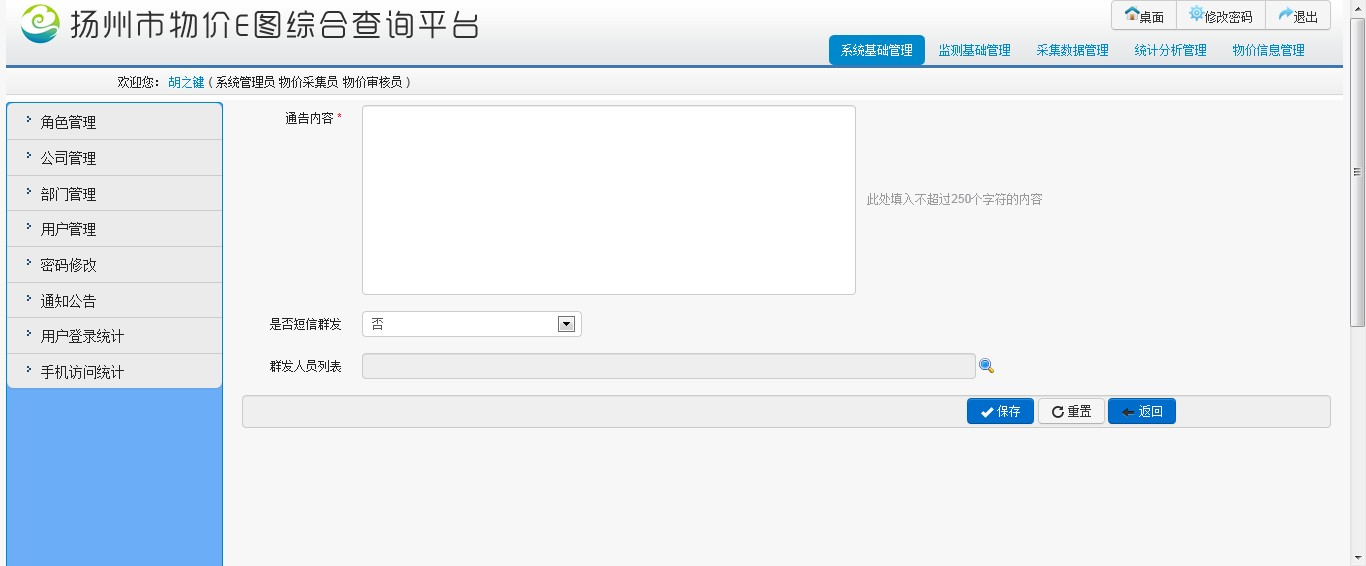 扬州市物价E图综合查询平台
桌面 修改密码 退出
系统基础管理 监测基础管理 采集数据管理 统计分析管理 物价信息管理
欢迎您： 胡之键 ( 系统管理员 物价采集员 物价审核员 )
角色管理
公司管理
部门管理
用户管理
密码修改
通知公告
用户登录统计
手机访问统计
通告内容 *
此处填入不超过250个字符的内容
是否短信群发 否
群发人员列表
保存 重置 返回